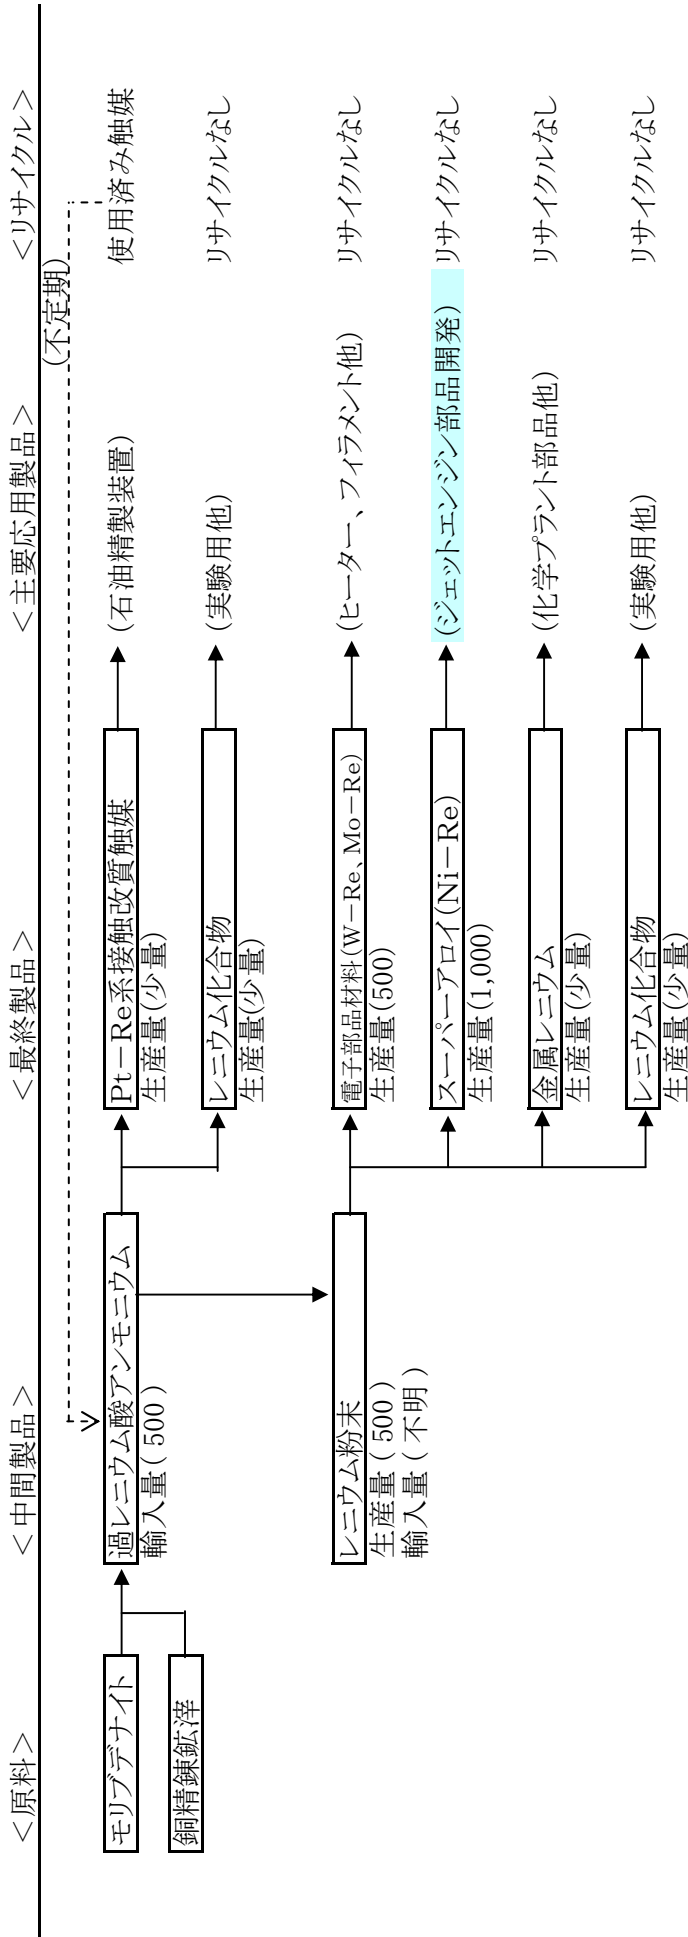 ＜原料＞
＜中間製品＞
＜最終製品＞
＜主要応用製品＞
＜リサイクル＞
(不定期)
モリブデナイト
銅精錬鉱滓
過レニウム酸アンモニウム
輸入量( 500 )
レニウム粉末
生産量( 500 )
輸入量( 不明 )
Pt－Re系接触改質触媒
生産量(少量)
(石油精製装置)
使用済み触媒
レニウム化合物
生産量(少量)
(実験用他)
リサイクルなし
電子部品材料(W－Re、Mo－Re)
生産量(500)
(ヒーター、フィラメント他)
リサイクルなし
スーパーアロイ(Ni－Re)
生産量(1,000)
(ジェットエンジン部品開発)
リサイクルなし
金属レニウム
生産量(少量)
(化学プラント部品他)
リサイクルなし
レニウム化合物
生産量(少量)
(実験用他)
リサイクルなし